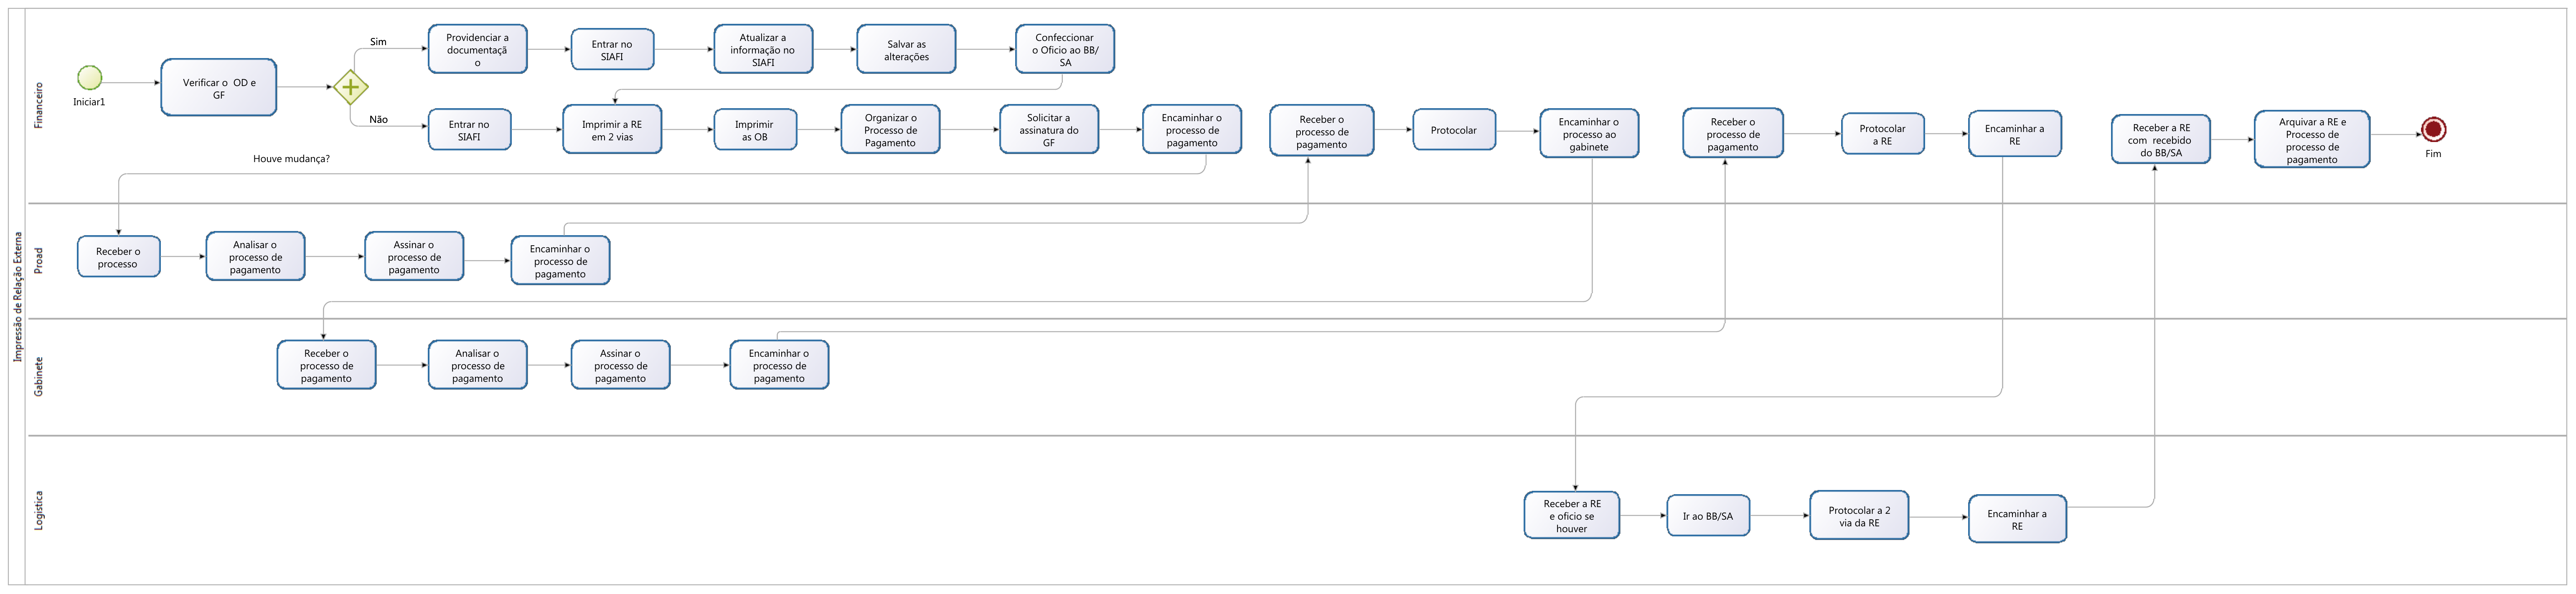 Impressão de Relação Externa
Financeiro
Iniciar1
Verificar o  OD e
GF
Sim
Não
Houve mudança?
Providenciar a
documentaçã
o
Entrar no
SIAFI
Atualizar a
informação no
SIAFI
Salvar as
alterações
Confeccionar
o Oficio ao BB/
SA
Entrar no
SIAFI
Imprimir a RE
em 2 vias
Imprimir
as OB
Organizar o
Processo de
Pagamento
Solicitar a
assinatura do
GF
Encaminhar o
processo de
pagamento
Receber o
processo de
pagamento
Protocolar
Encaminhar o
processo ao
gabinete
Receber o
processo de
pagamento
Protocolar
a RE
Encaminhar a
RE
Receber a RE
com  recebido
do BB/SA
Arquivar a RE e
Processo de
processo de
pagamento
Fim
Proad
Receber o
processo
Analisar o
processo de
pagamento
Assinar o
processo de
pagamento
Encaminhar o
processo de
pagamento
Gabinete
Receber o
processo de
pagamento
Analisar o
processo de
pagamento
Assinar o
processo de
pagamento
Encaminhar o
processo de
pagamento
Logistica
Receber a RE
e oficio se
houver
Ir ao BB/SA
Protocolar a 2
via da RE
Encaminhar a
RE